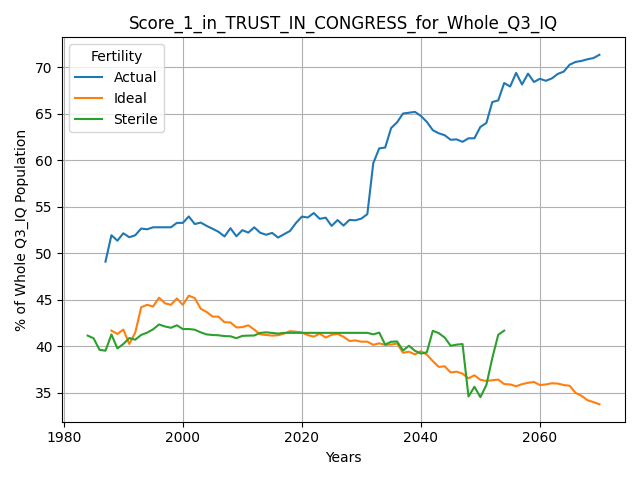 Score_1_in_TRUST_IN_CONGRESS_for_Whole_Q3_IQ
Fertility
Actual
Ideal
Sterile
% of Whole Q3_IQ Population
70
65
60
55
50
45
40
35
1980
2000
2020
2040
2060
Years